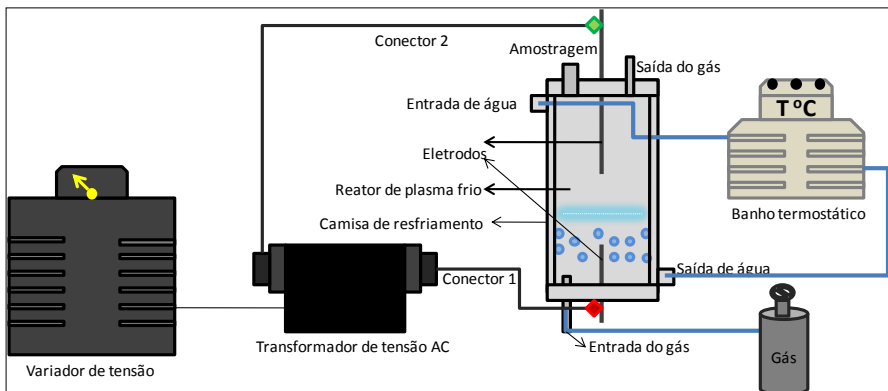 Conector 2
Amostragem
Saída do gás
Entrada de água
T ºC
Eletrodos
Reator de plasma frio
Banho termostático
Camisa de resfriamento
Saída de água
Conector 1
Transformador de tensão AC
Entrada do gás
Gás
Variador de tensão